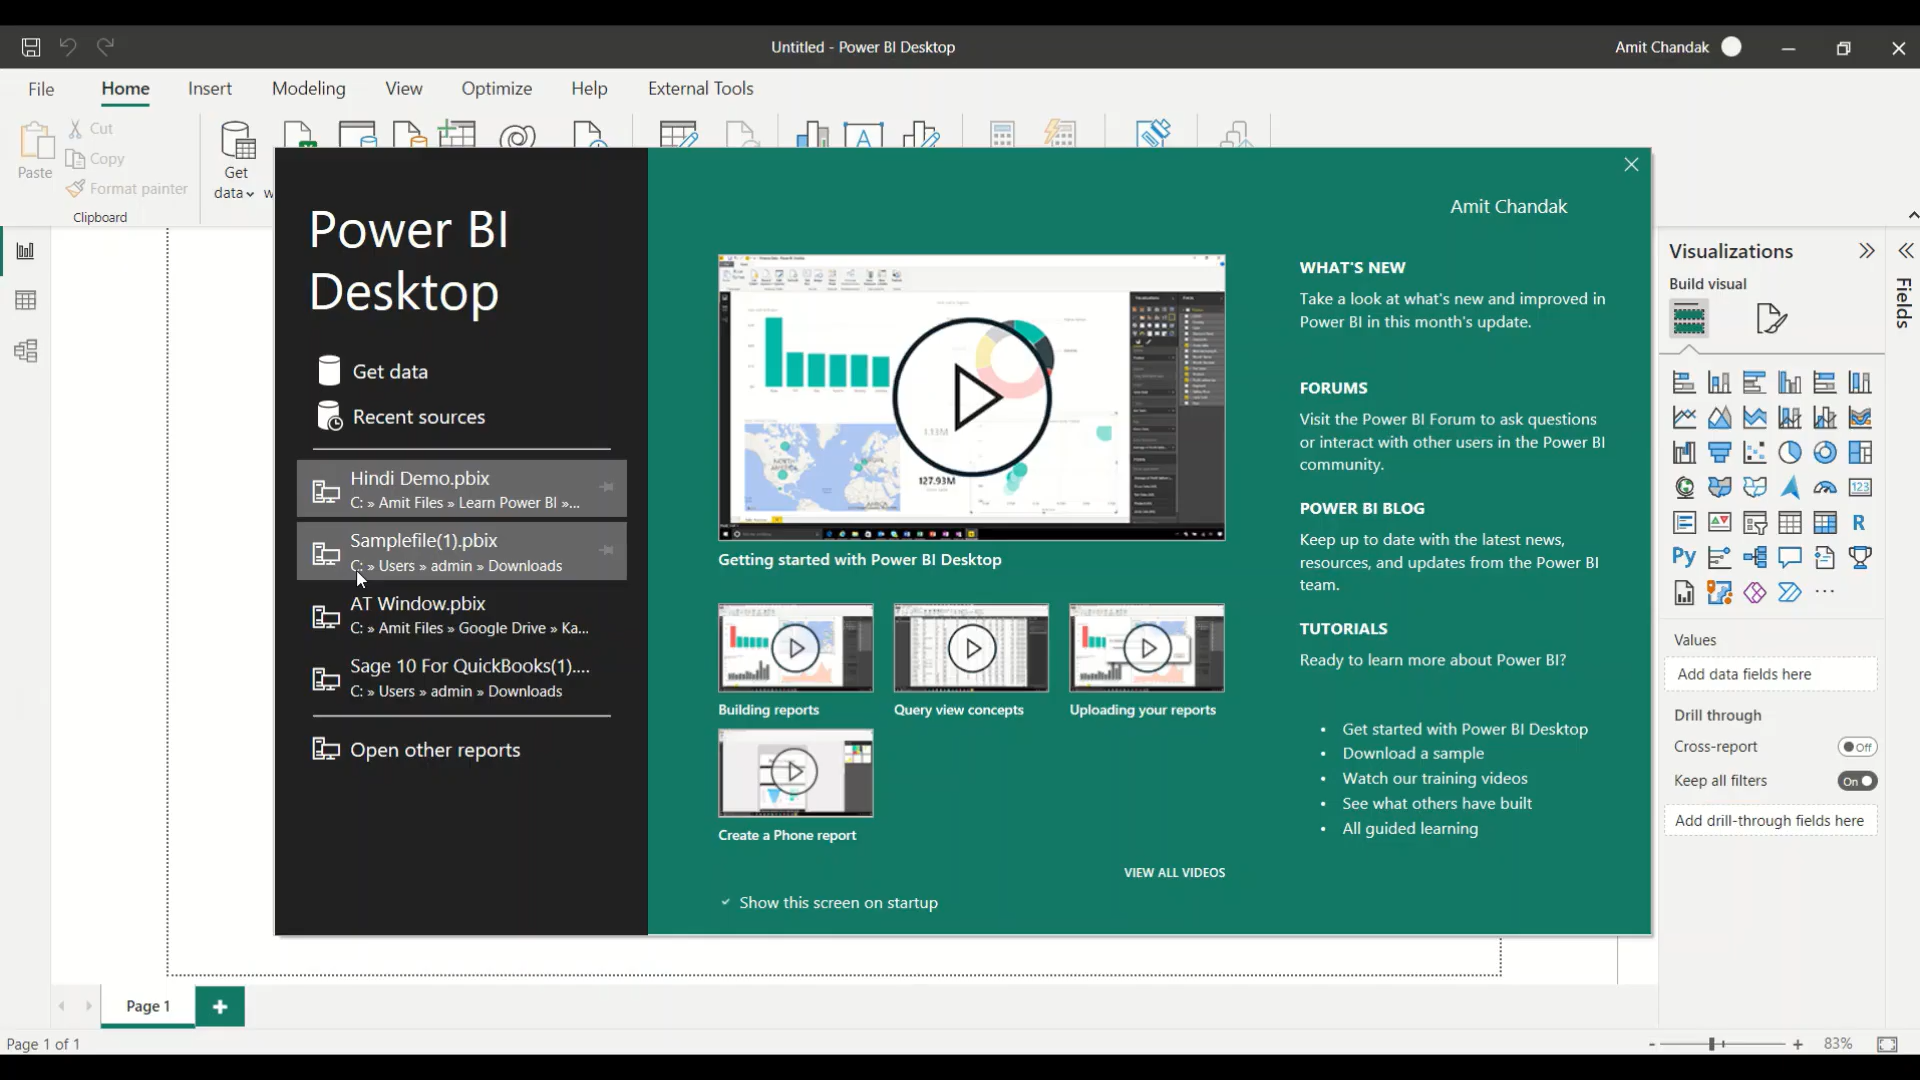 Untitled - Power BI Desktop
Amit Chandak
File
Home
Insert
Modeling
View
Optimize
Help
External Tools
Paste
Cut
Copy
Format painter
Clipboard
Get
data
w
Power BI
Desktop
Get data
Recent sources
Hindi Demo.pbix
C: » Amit Files » Learn Power BI »...
Samplefile(1).pbix
C: » Users » admin » Downloads
AT Window.pbix
C: » Amit Files » Google Drive » Ka...
Sage 10 For QuickBooks(1)....
C: » Users » admin » Downloads
Open other reports
Amit Chandak
127.93M
Getting started with Power BI Desktop
Building reports
Query view concepts
Uploading your reports
Create a Phone report
VIEW ALL VIDEOS
Show this screen on startup
WHAT'S NEW
Take a look at what's new and improved in
Power BI in this month's update.
FORUMS
Visit the Power BI Forum to ask questions
or interact with other users in the Power BI
community.
POWER BI BLOG
Keep up to date with the latest news,
resources, and updates from the Power BI
team.
TUTORIALS
Ready to learn more about Power BI?
• Get started with Power BI Desktop
• Download a sample
• Watch our training videos
• See what others have built
• All guided learning
Visualizations
Build visual
123
R
Py
...
Values
Add data fields here
Drill through
Cross-report
Off
Keep all filters
On
Add drill-through fields here
Fields
Page 1
Page 1 of 1
- + 83%